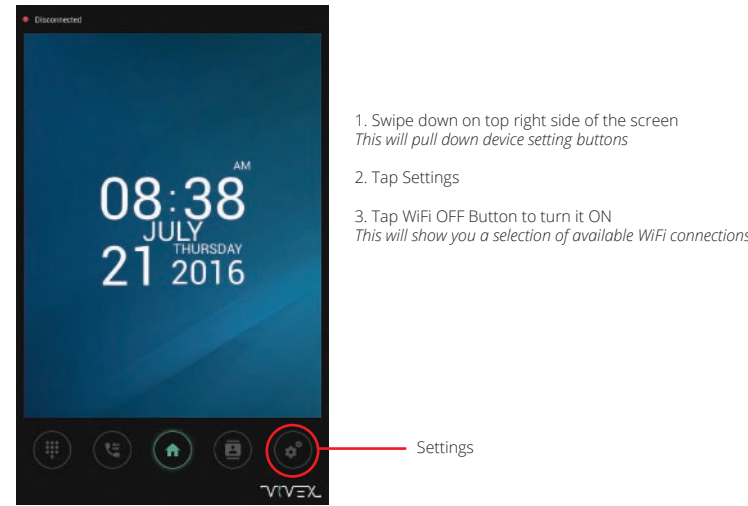 Disconnected
AM
08:38
JULY
THURSDAY
21 2016
1. Swipe down on top right side of the screen
This will pull down device setting buttons
2. Tap Settings
3. Tap WiFi OFF Button to turn it ON
This will show you a selection of available WiFi connections
Settings
VIVEX